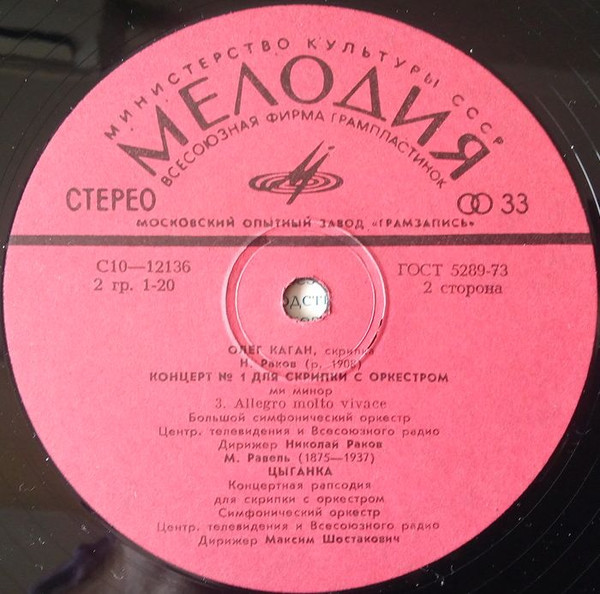 МИНИСТЕРСТВО КУЛЬТУРЫ СССР
МЕЛОДИЯ
ВСЕСОЮЗНАЯ ФИРМА ГРАМПЛАСТИНОК
СТЕРЕО
33
МОСКОВСКИЙ ОПЫТНЫЙ ЗАВОД «ГРАМЗАПИСЬ»
С10—12136
ГОСТ 5289-73
2 гр. 1-20
2 сторона
ОЛЕГ КАГАН, скрипка
Н. Раков (р. 1908)
КОНЦЕРТ № 1 ДЛЯ СКРИПКИ С ОРКЕСТРОМ
ми минор
3. Allegro molto vivace
Большой симфонический оркестр
Центр. телевидения и Всесоюзного радио
Дирижер Николай Раков
М. Равель (1875—1937)
ЦЫГАНКА
Концертная рапсодия
для скрипки с оркестром
Симфонический оркестр
Центр. телевидения и Всесоюзного радио
Дирижер Максим Шостакович